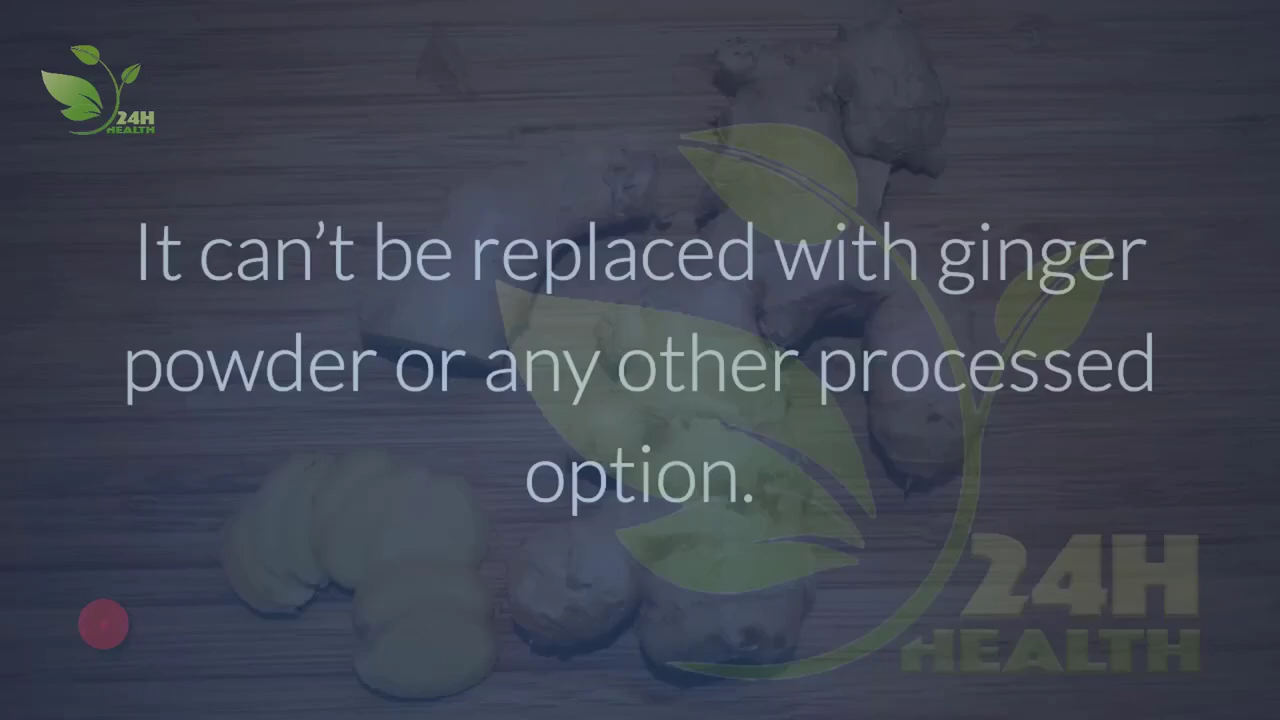 24H
HEALTH
It can’t be replaced with ginger
powder or any other processed
option.
24H
HEALTH